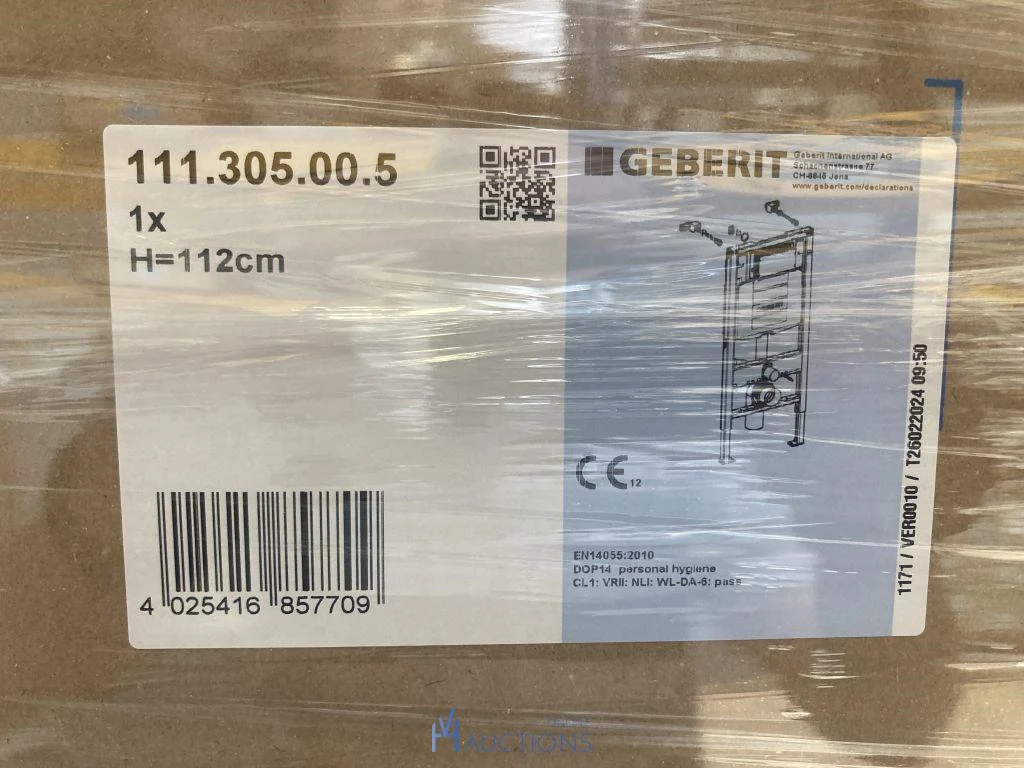 111.305.00.5
1x
H=112cm
GEBERIT
Geberit International AG
Schachenstrasse 77
CH-8645 Jona
www.geberit.com/declarations
CE
12
EN14055:2010
DOP14 personal hygiene
CL1: VRII: NLI: WL-DA-6: pass
1171 / VER0010 / T26022024 09:50
4 025416 857709
AUCTIONS